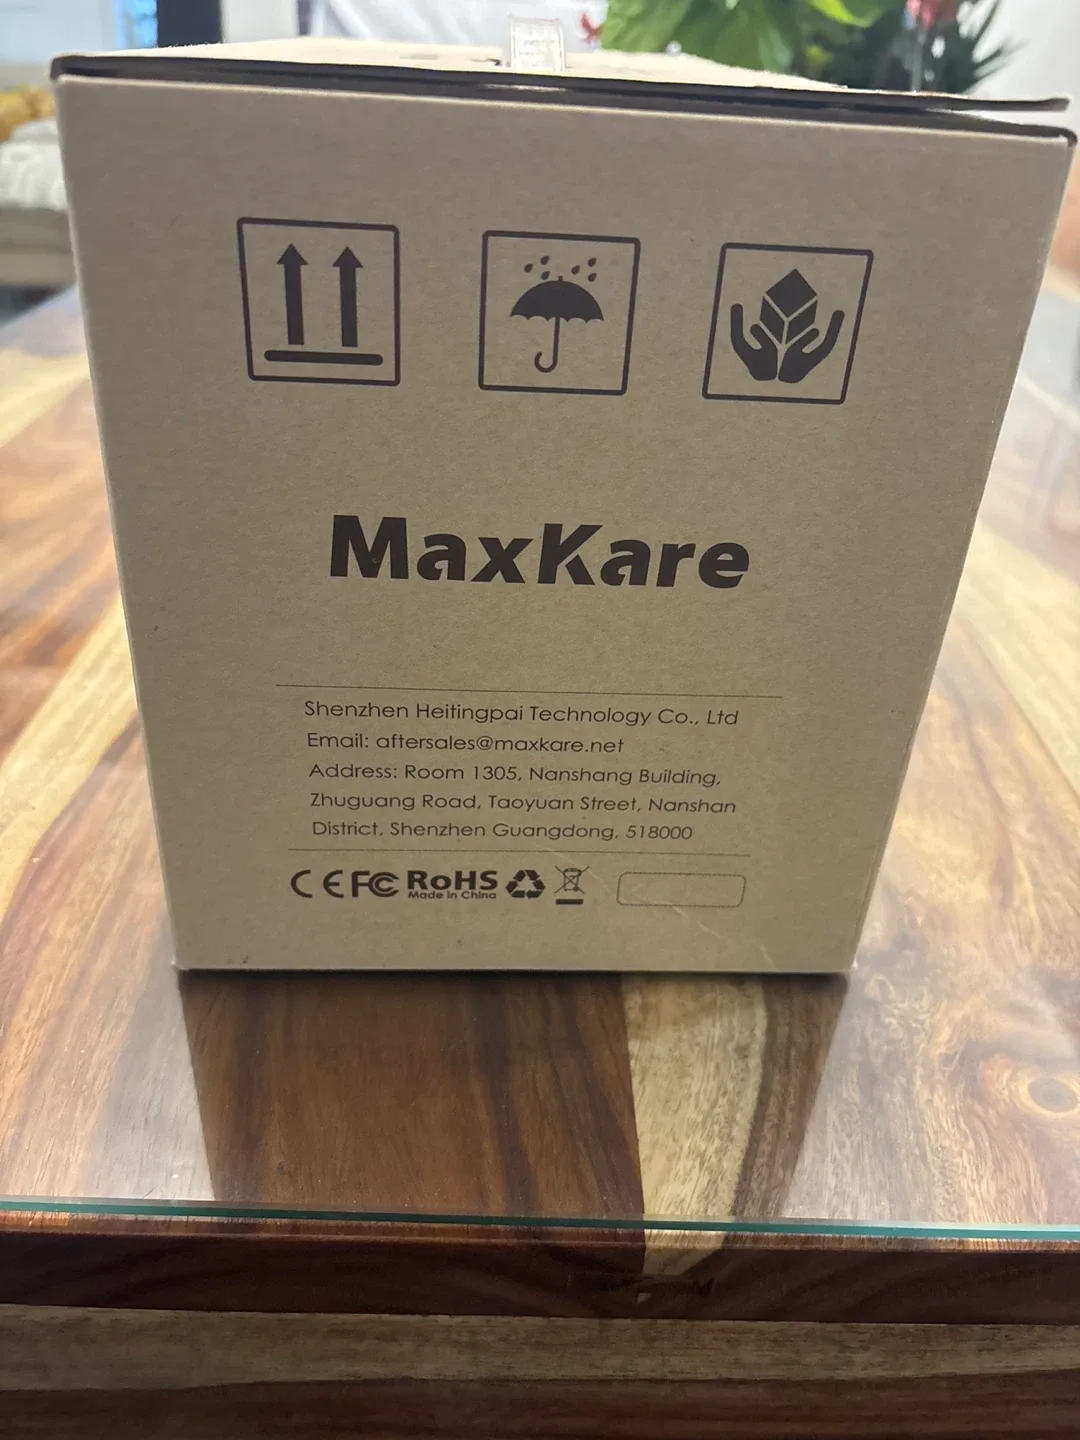 MaxKare
Shenzhen Heitingpai Technology Co., Ltd
Email: aftersales@maxkare.net
Address: Room 1305, Nanshang Building,
Zhuguang Road, Taoyuan Street, Nanshan
District, Shenzhen Guangdong, 518000
CE FC RoHS
Made in China